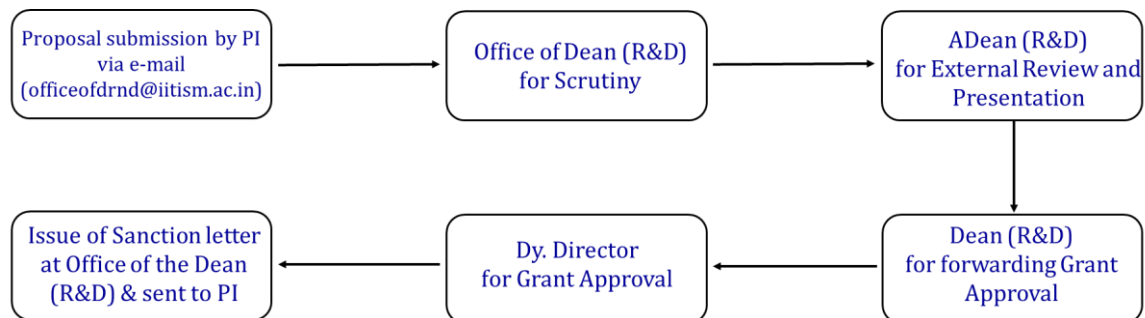 Proposal submission by PI
via e-mail
(officeofdrnd@iitism.ac.in)
Office of Dean (R&D)
for Scrutiny
ADean (R&D)
for External Review and
Presentation
Dean (R&D)
for forwarding Grant
Approval
Dy. Director
for Grant Approval
Issue of Sanction letter
at Office of the Dean
(R&D) & sent to PI